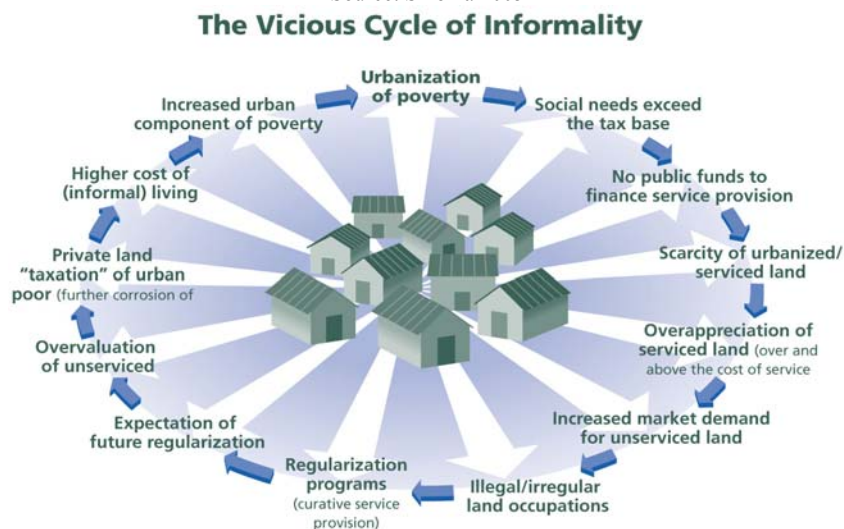 The Vicious Cycle of Informality
Urbanization
of poverty
Social needs exceed
the tax base
No public funds to
finance service provision
Scarcity of urbanized/
serviced land
Overappreciation of
serviced land (over and
above the cost of service
Increased market demand
for unserviced land
Illegal/irregular
land occupations
Regularization
programs
(curative service
provision)
Expectation of
future regularization
Overvaluation
of unserviced
Private land
“taxation” of urban
poor (further corrosion of
Higher cost of
(informal) living
Increased urban
component of poverty